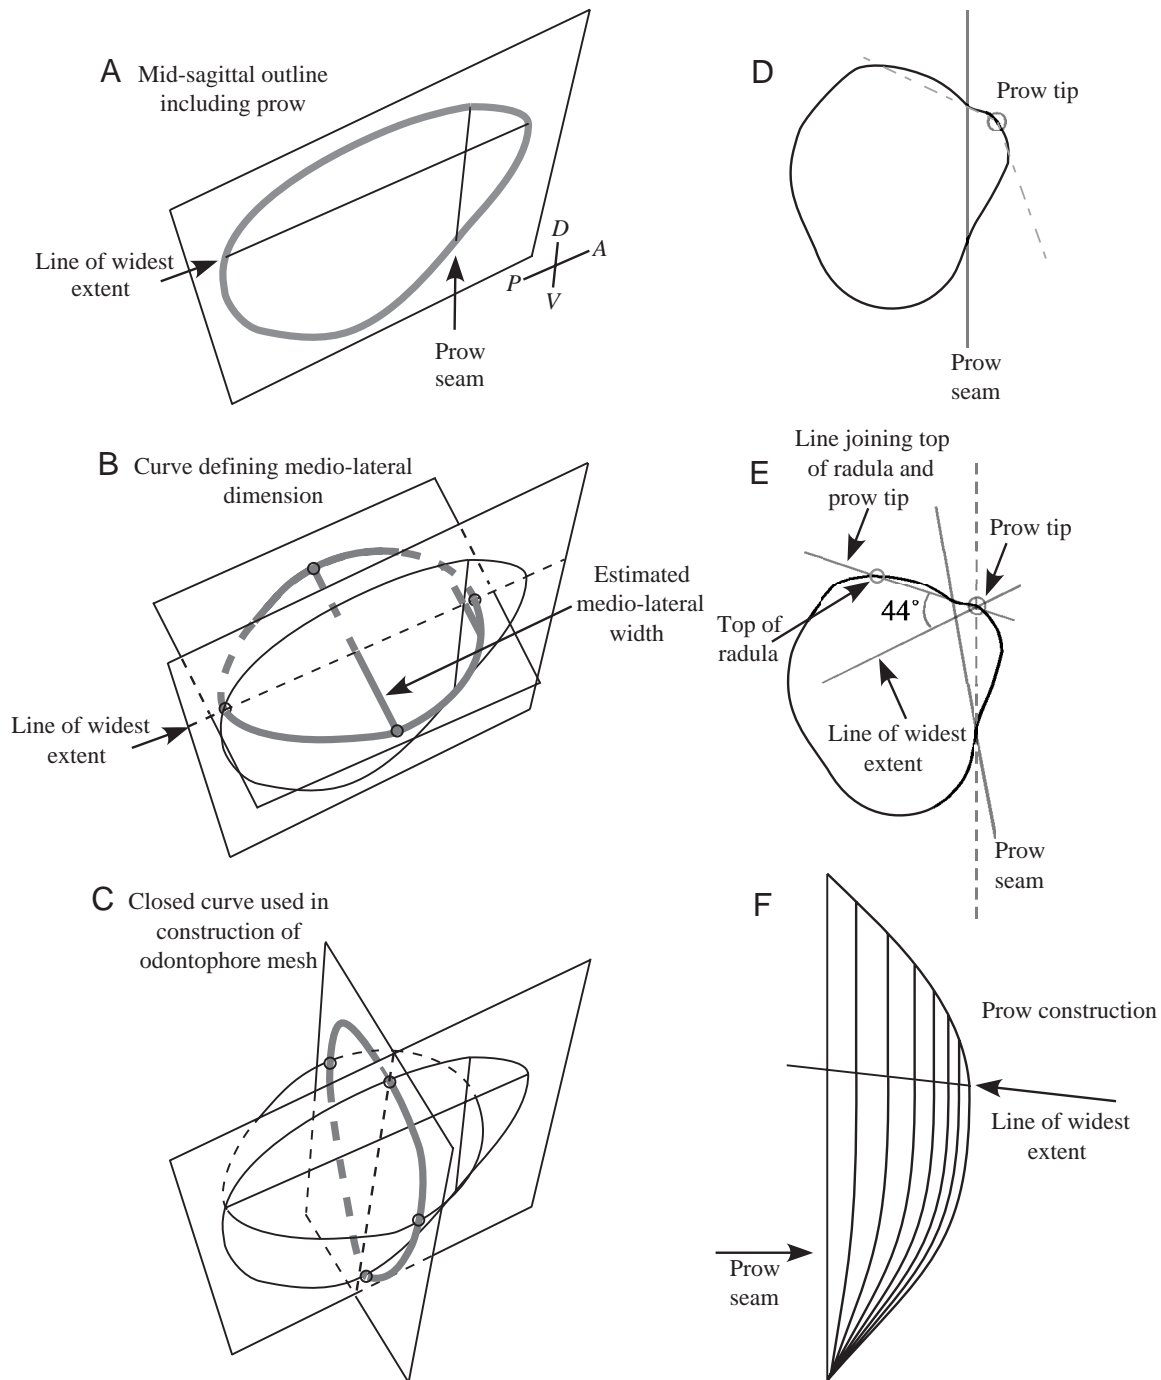 A Mid-sagittal outline
including prow
Line of widest
extent
D
A
P
V
Prow
seam
B Curve defining medio-lateral
dimension
Estimated
medio-lateral
width
Line of widest
extent
C Closed curve used in
construction of
odontophore mesh
D
Prow tip
Prow
seam
Line joining top
of radula and
prow tip
E
Prow tip
44°
Top of
radula
Line of widest
extent
Prow
seam
F
Prow construction
Line of widest
extent
Prow
seam